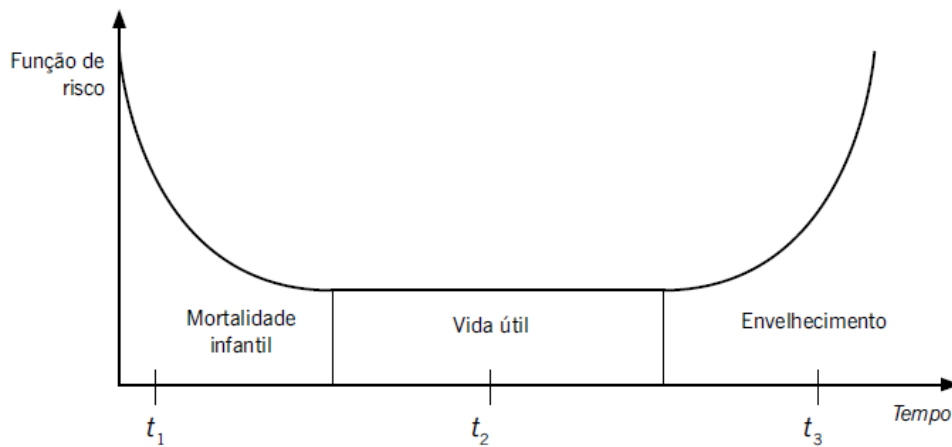 Função de
risco
Mortalidade
infantil
Vida útil
Envelhecimento
t₁
t₂
t₃
Tempo